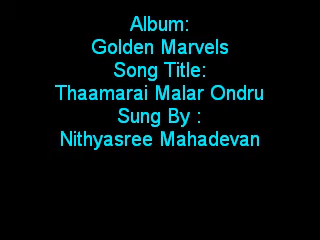 Album:
Golden Marvels
Song Title:
Thaamarai Malar Ondru
Sung By :
Nithyasree Mahadevan